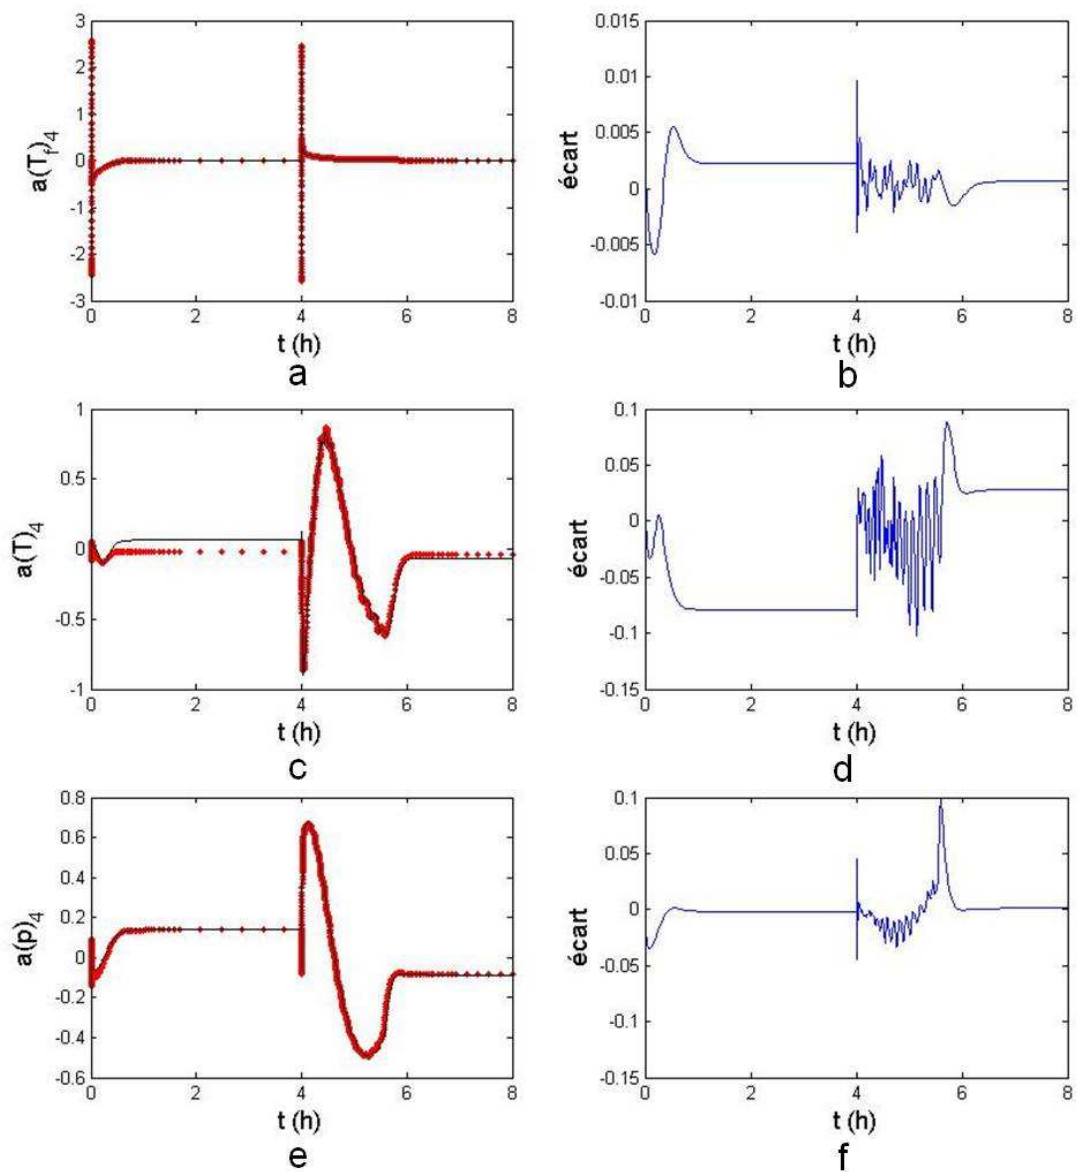 3
2
1
0
-1
-2
-3
a(T_f)_4
0 2 4 6 8
t (h)
a
0.015
0.01
0.005
0
-0.005
-0.01
écart
0 2 4 6 8
t (h)
b
1
0.5
0
-0.5
-1
a(T)_4
0 2 4 6 8
t (h)
c
0.1
0.05
0
-0.05
-0.1
-0.15
écart
0 2 4 6 8
t (h)
d
0.8
0.6
0.4
0.2
0
-0.2
-0.4
-0.6
a(p)_4
0 2 4 6 8
t (h)
e
0.1
0.05
0
-0.05
-0.1
-0.15
écart
0 2 4 6 8
t (h)
f